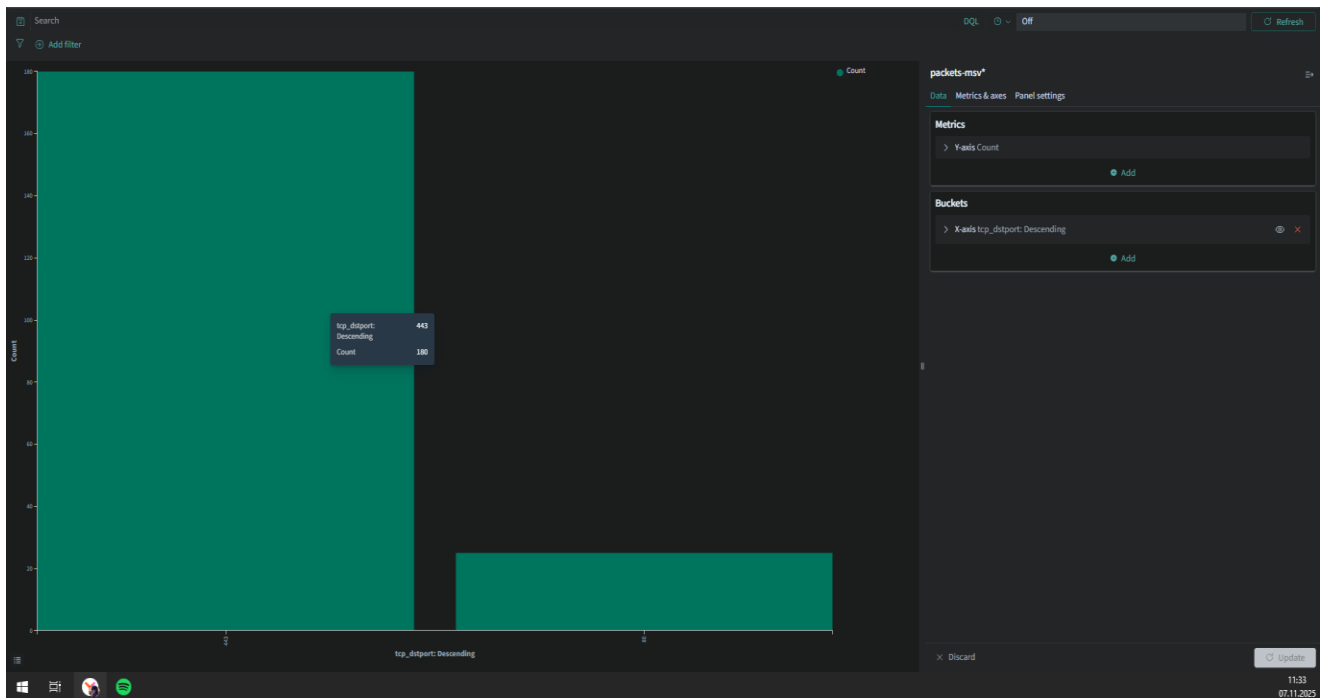 Search
DQL
Off
Refresh
Add filter
Count
180
160
140
120
100
80
60
40
20
0
Count
tcp_dstport: Descending 443
Count 180
443
80
tcp_dstport: Descending
packets-msv*
Data Metrics & axes Panel settings
Metrics
Y-axis Count
Add
Buckets
X-axis tcp_dstport: Descending
Add
Discard
Update
11:33
07.11.2025